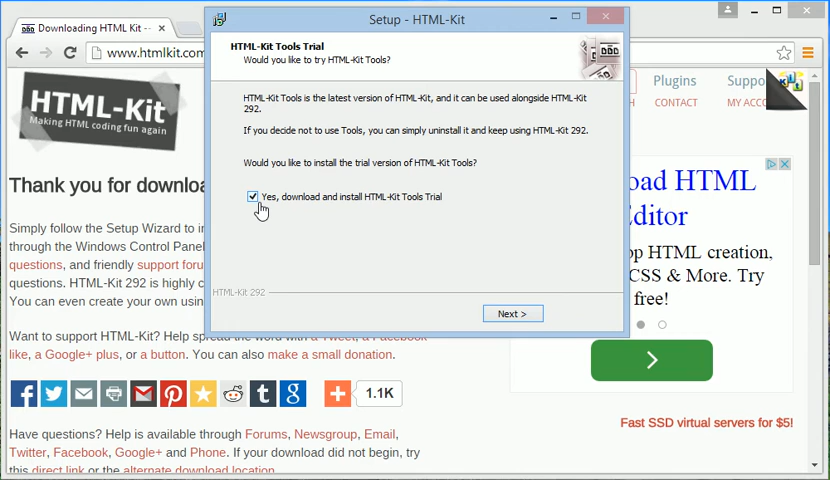 Downloading HTML Kit -- ×
www.htmlkit.com
HTML-Kit
Making HTML coding fun again
Plugins
Suppo
CONTACT
MY ACCO
Thank you for downloa
Simply follow the Setup Wizard to in
through the Windows Control Pane
questions, and friendly support foru
questions. HTML-Kit 292 is highly c
You can even create your own using
Want to support HTML-Kit? Help spread the word with a Tweet, a Facebook
like, a Google+ plus, or a button. You can also make a small donation.
1.1K
Have questions? Help is available through Forums, Newsgroup, Email,
Twitter, Facebook, Google+ and Phone. If your download did not begin, try
this direct link or the alternate download location.
Setup - HTML-Kit
HTML-Kit Tools Trial
Would you like to try HTML-Kit Tools?
HTML-Kit Tools is the latest version of HTML-Kit, and it can be used alongside HTML-Kit
292.
If you decide not to use Tools, you can simply uninstall it and keep using HTML-Kit 292.
Would you like to install the trial version of HTML-Kit Tools?
Yes, download and install HTML-Kit Tools Trial
HTML-Kit 292
Next >
oad HTML
Editor
op HTML creation,
CSS & More. Try
free!
Fast SSD virtual servers for $5!